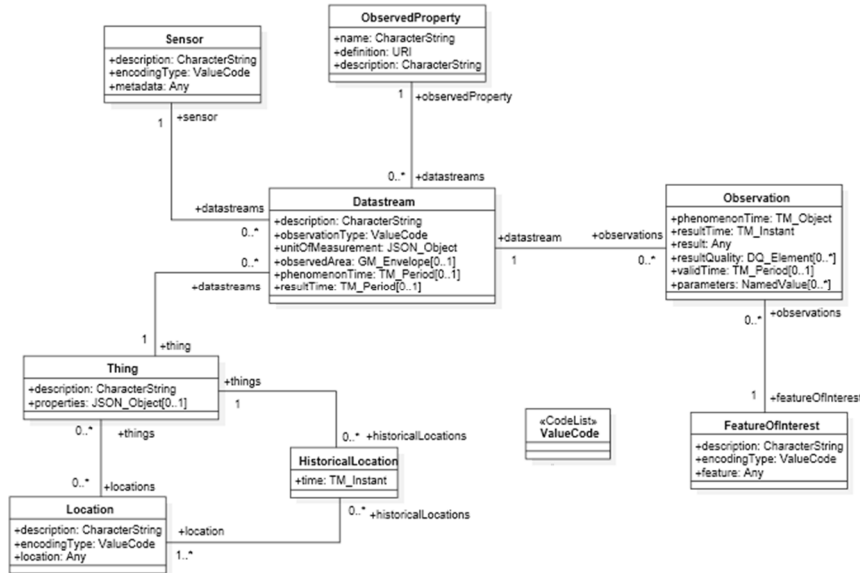 ObservedProperty
+name: CharacterString
+definition: URI
+description: CharacterString
Sensor
+description: CharacterString
+encodingType: ValueCode
+metadata: Any
1
+observedProperty
+sensor
1
0..*
+datastreams
Datastream
+description: CharacterString
+observationType: ValueCode
+unitOfMeasurement: JSON_Object
+observedArea: GM_Envelope[0..1]
+phenomenonTime: TM_Period[0..1]
+resultTime: TM_Period[0..1]
Observation
+phenomenonTime: TM_Object
+resultTime: TM_Instant
+result: Any
+resultQuality: DQ_Element[0..*]
+validTime: TM_Period[0..1]
+parameters: NamedValue[0..*]
+datastreams
0..*
+datastream
1
+observations
0..*
0..*
+datastreams
+observations
0..*
1
+thing
Thing
+description: CharacterString
+properties: JSON_Object[0..1]
+things
1
1
+featureOfInterest
«CodeList»
ValueCode
FeatureOfInterest
+description: CharacterString
+encodingType: ValueCode
+feature: Any
0..*
+things
0..*
+historicalLocations
HistoricalLocation
+time: TM_Instant
0..*
+locations
0..*
+historicalLocations
Location
+description: CharacterString
+encodingType: ValueCode
+location: Any
+location
1..*